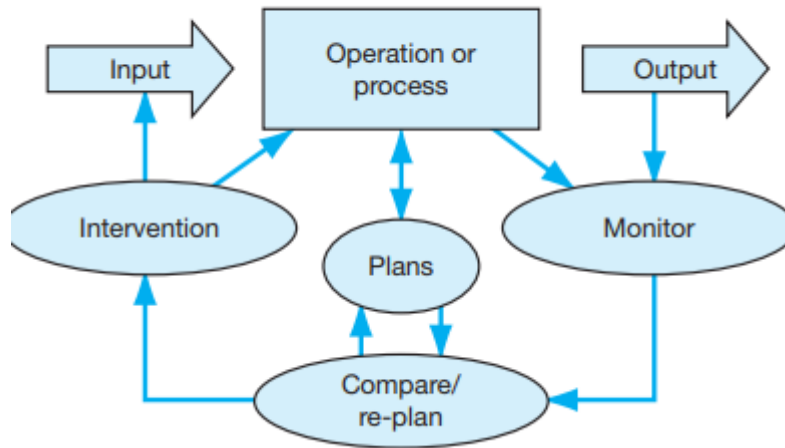 Input
Operation or
process
Output
Intervention
Plans
Monitor
Compare/
re-plan